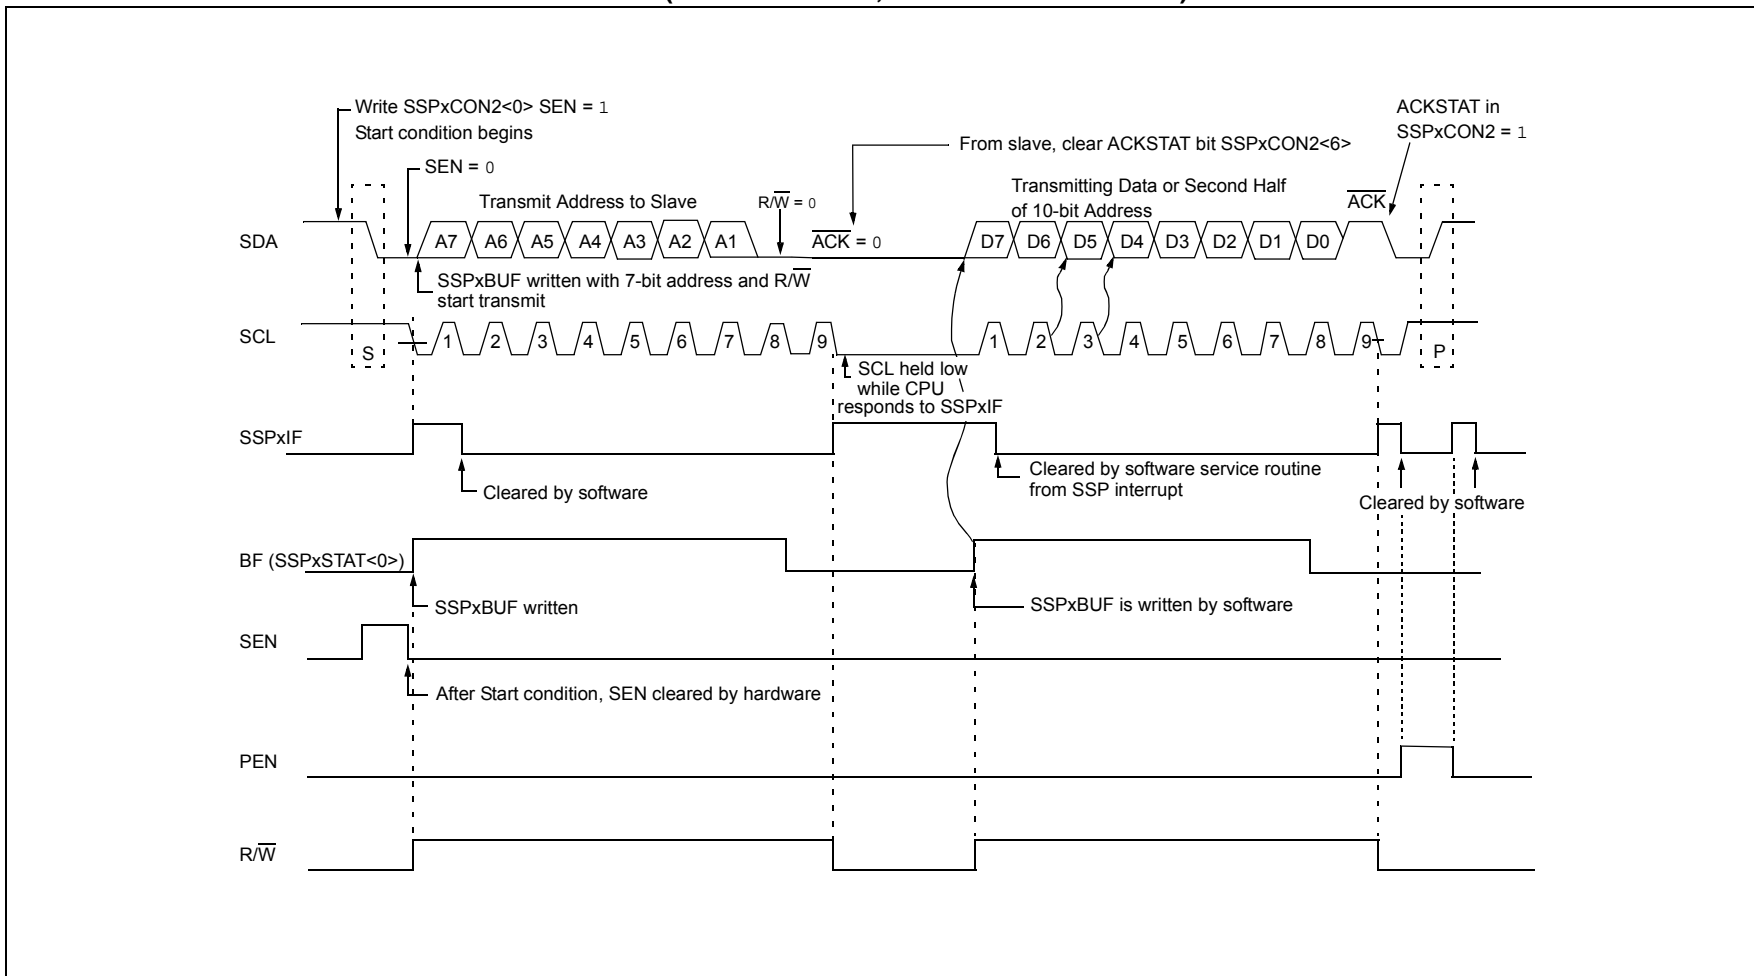 Write SSPxCON2<0> SEN = 1
Start condition begins
ACKSTAT in
SSPxCON2 = 1
From slave, clear ACKSTAT bit SSPxCON2<6>
SEN = 0
Transmit Address to Slave
R/W = 0
Transmitting Data or Second Half
of 10-bit Address
ACK
SDA
A7 A6 A5 A4 A3 A2 A1
ACK = 0
D7 D6 D5 D4 D3 D2 D1 D0
SSPxBUF written with 7-bit address and R/W
start transmit
SCL
S
1 2 3 4 5 6 7 8 9
1 2 3 4 5 6 7 8 9
P
SCL held low
while CPU
responds to SSPxIF
SSPxIF
Cleared by software
Cleared by software service routine
from SSP interrupt
Cleared by software
BF (SSPxSTAT<0>)
SSPxBUF written
SSPxBUF is written by software
SEN
After Start condition, SEN cleared by hardware
PEN
R/W